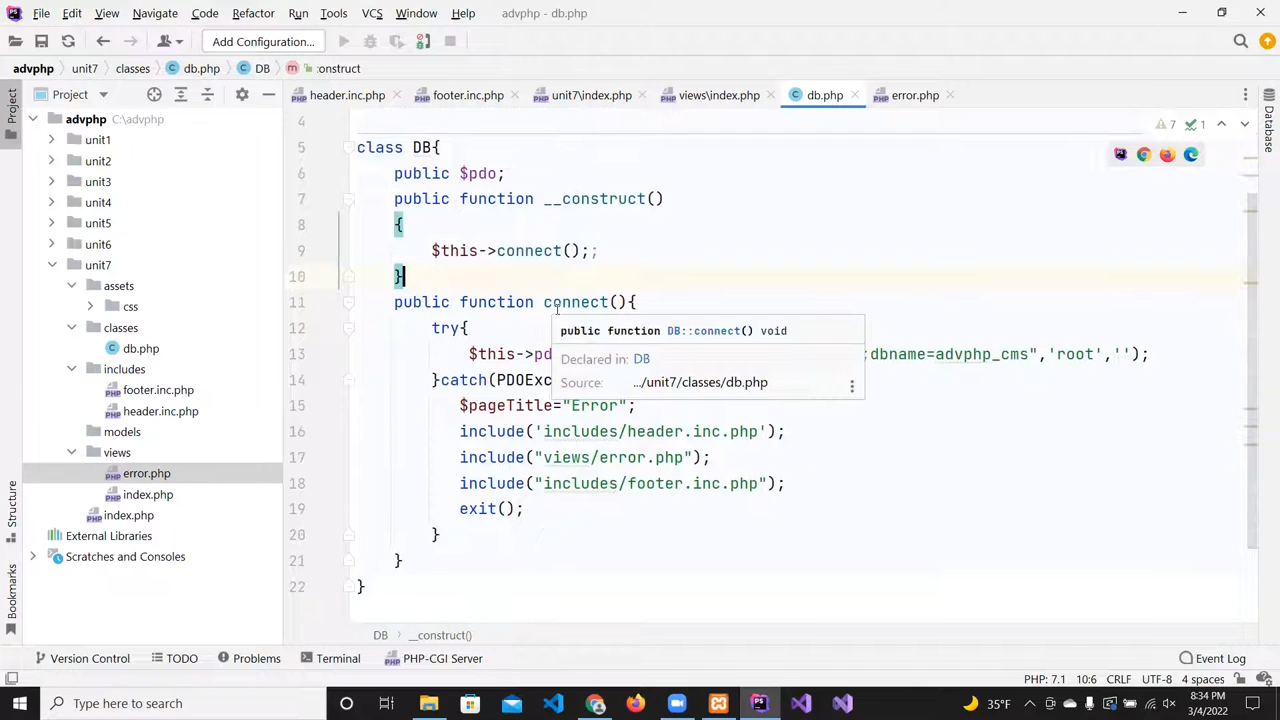 File Edit View Navigate Code Refactor Run Tools VCS Window Help advphp - db.php
Add Configuration...
advphp unit7 classes db.php DB :onstruct
Project
header.inc.php footer.inc.php unit7\index.php views\index.php db.php error.php
Project
Database
Structure
Bookmarks
advphp C:\advphp
unit1
unit2
unit3
unit4
unit5
unit6
unit7
assets
css
classes
db.php
includes
footer.inc.php
header.inc.php
models
views
error.php
index.php
index.php
External Libraries
Scratches and Consoles
7 1
4
5 class DB{
6 public $pdo;
7 public function __construct()
8 {
9 $this->connect();;
10 }
11 public function connect(){
12 try{
13 $this->pd ;dbname=advphp_cms",'root','');
14 }catch(PDOExc
15 $pageTitle="Error";
16 include('includes/header.inc.php');
17 include("views/error.php");
18 include("includes/footer.inc.php");
19 exit();
20 }
21 }
22 }
public function DB::connect() void
Declared in: DB
Source: .../unit7/classes/db.php
DB __construct()
Version Control TODO Problems Terminal PHP-CGI Server Event Log
PHP: 7.1 10:6 CRLF UTF-8 4 spaces
Type here to search
35°F
8:34 PM
3/4/2022